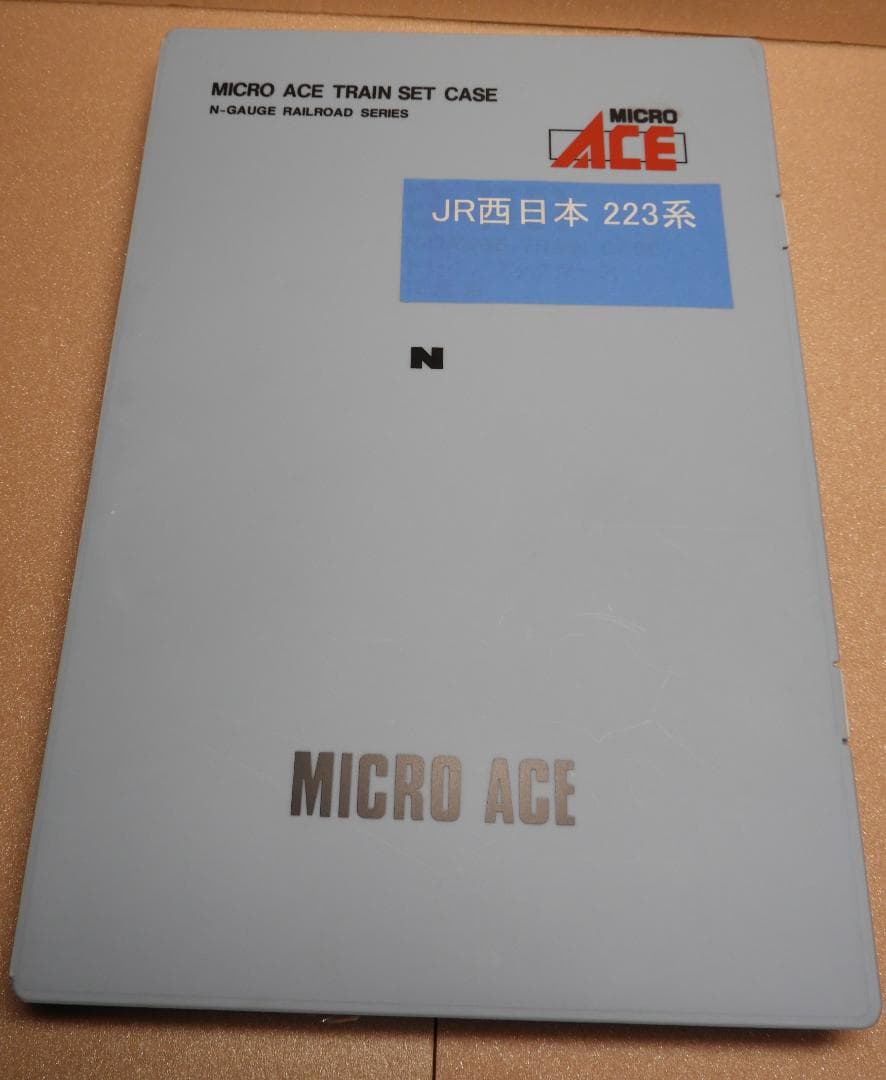 MICRO ACE TRAIN SET CASE
N-GAUGE RAILROAD SERIES
MICRO
ACE
JR西日本 223系
N
MICRO ACE